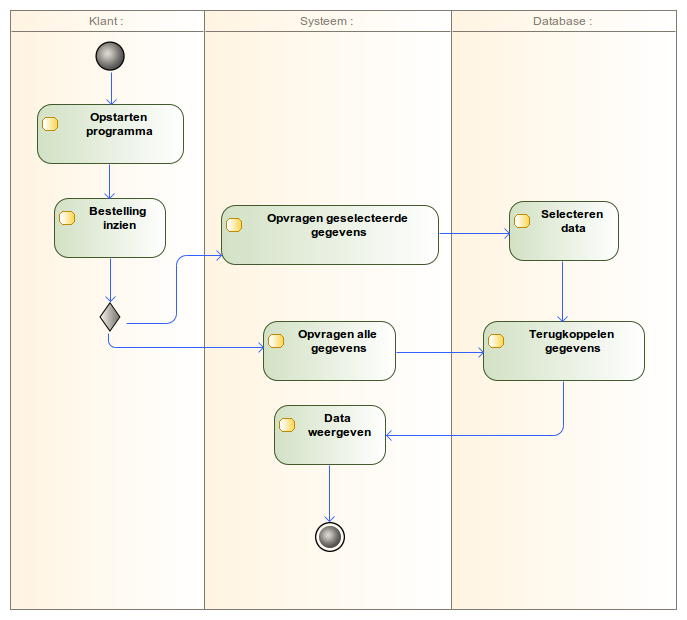 Klant :
Systeem :
Database :
Opstarten
programma
Bestelling
inzien
Opvragen geselecteerde
gegevens
Selecteren
data
Opvragen alle
gegevens
Terugkoppelen
gegevens
Data
weergeven